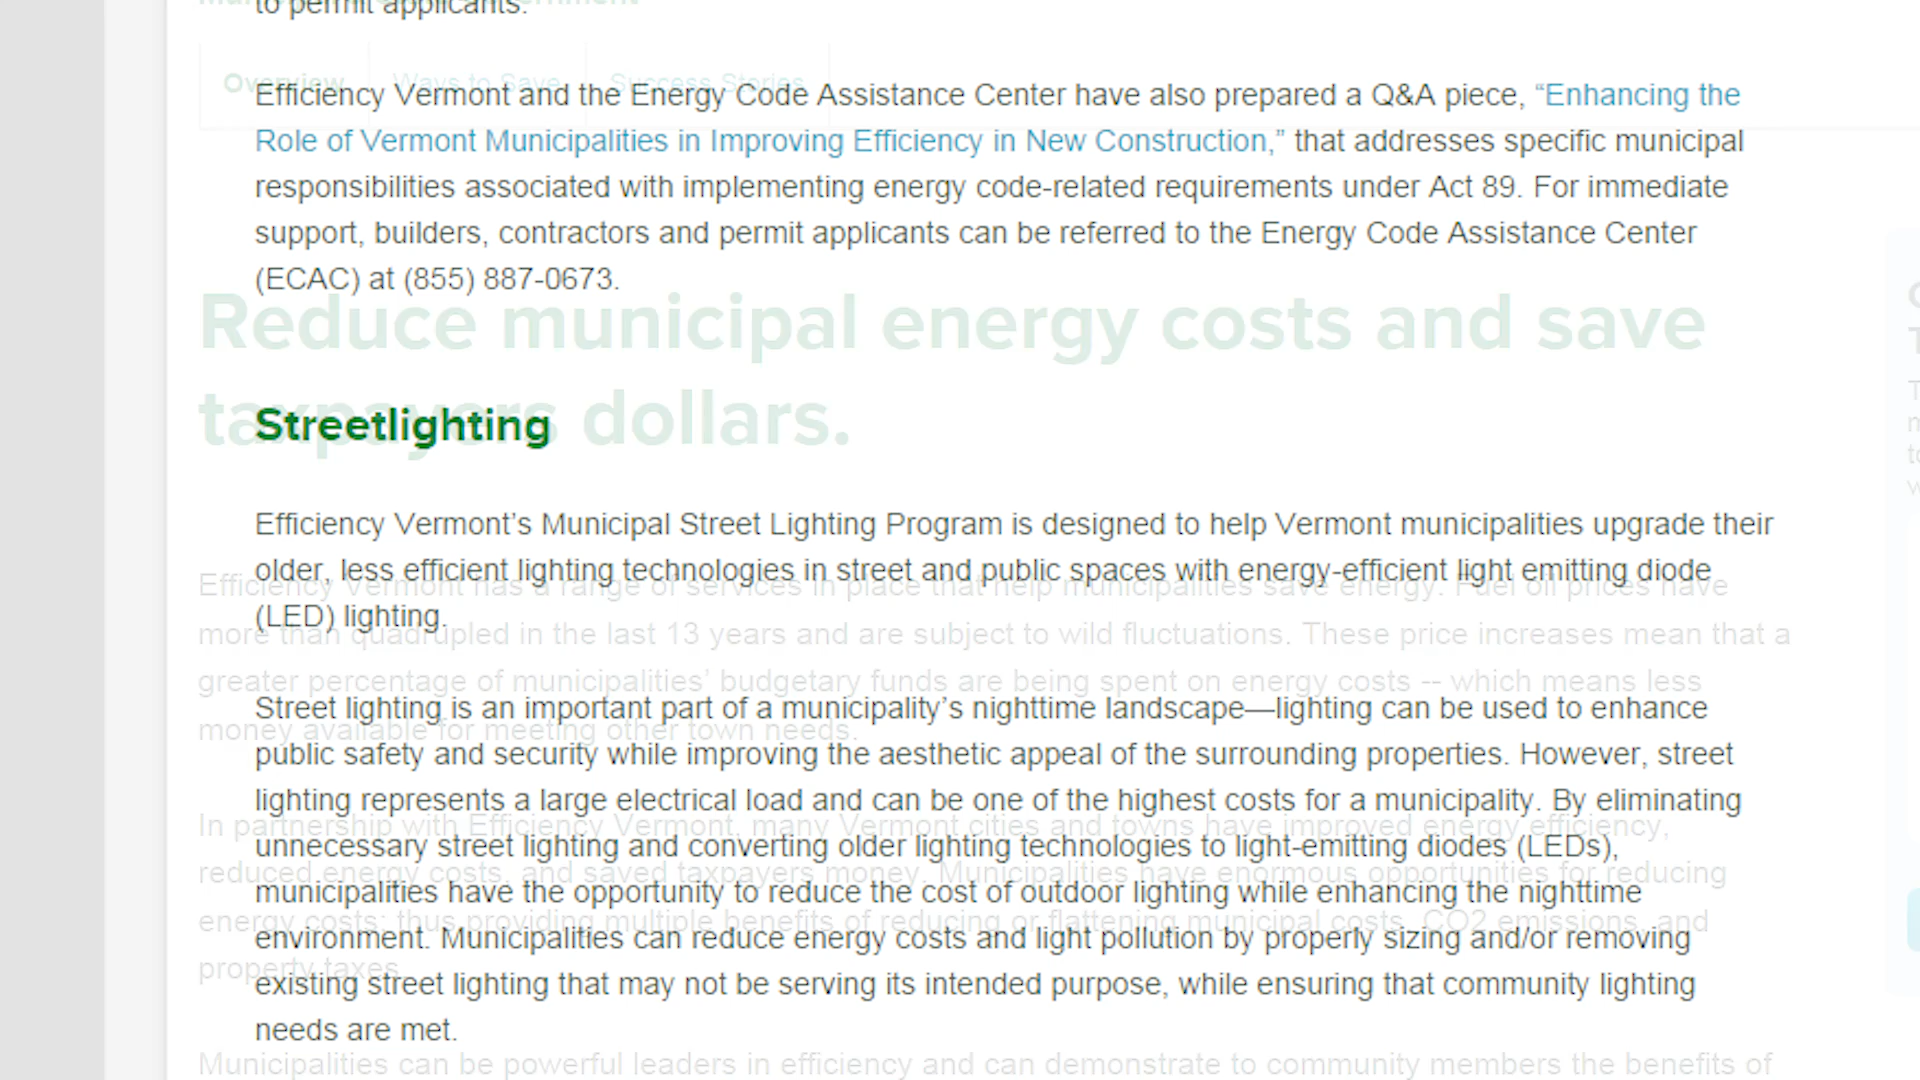 to permit applicants.
Overview Ways to Save Success Stories
Efficiency Vermont and the Energy Code Assistance Center have also prepared a Q&A piece, “Enhancing the
Role of Vermont Municipalities in Improving Efficiency in New Construction,” that addresses specific municipal
responsibilities associated with implementing energy code-related requirements under Act 89. For immediate
support, builders, contractors and permit applicants can be referred to the Energy Code Assistance Center
(ECAC) at (855) 887-0673.
Reduce municipal energy costs and save
taxpayers dollars.
Streetlighting
Efficiency Vermont’s Municipal Street Lighting Program is designed to help Vermont municipalities upgrade their
older, less efficient lighting technologies in street and public spaces with energy-efficient light emitting diode
(LED) lighting.
Efficiency Vermont has a range of services in place that help municipalities save energy. Fuel oil prices have
more than quadrupled in the last 13 years and are subject to wild fluctuations. These price increases mean that a
greater percentage of municipalities’ budgetary funds are being spent on energy costs -- which means less
money available for meeting other town needs.
Street lighting is an important part of a municipality’s nighttime landscape—lighting can be used to enhance
public safety and security while improving the aesthetic appeal of the surrounding properties. However, street
lighting represents a large electrical load and can be one of the highest costs for a municipality. By eliminating
unnecessary street lighting and converting older lighting technologies to light-emitting diodes (LEDs),
municipalities have the opportunity to reduce the cost of outdoor lighting while enhancing the nighttime
environment. Municipalities can reduce energy costs and light pollution by properly sizing and/or removing
existing street lighting that may not be serving its intended purpose, while ensuring that community lighting
needs are met.
In partnership with Efficiency Vermont, many Vermont cities and towns have improved energy efficiency,
reduced energy costs, and saved taxpayers money. Municipalities have enormous opportunities for reducing
energy costs; thus providing multiple benefits of reducing or flattening municipal costs, CO2 emissions, and
property taxes.
Municipalities can be powerful leaders in efficiency and can demonstrate to community members the benefits of